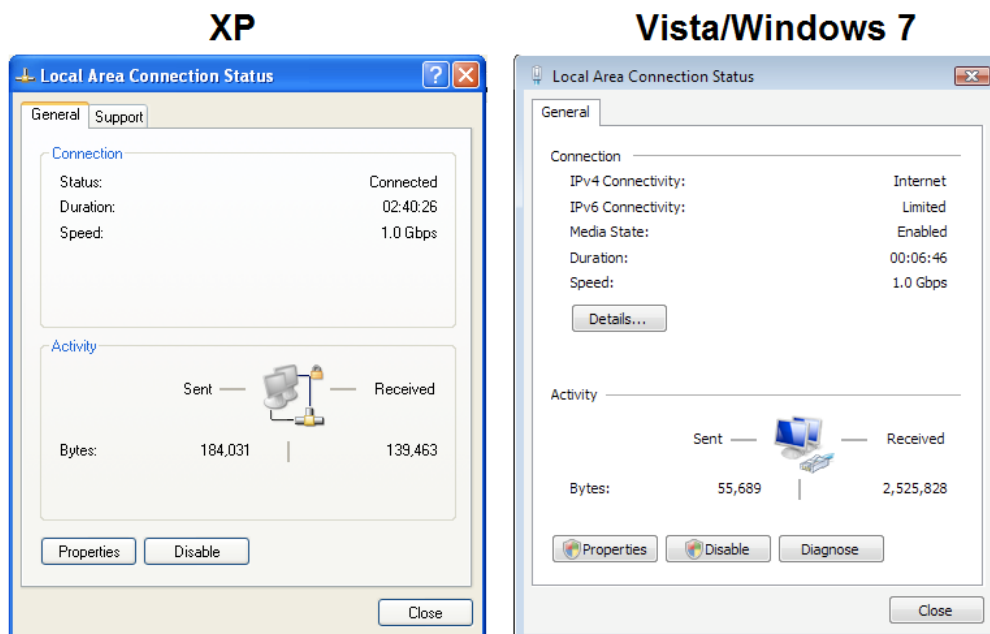 XP
Local Area Connection Status
General Support
Connection
Status: Connected
Duration: 02:40:26
Speed: 1.0 Gbps
Activity
Sent Received
Bytes: 184,031 139,463
Properties Disable
Close
Vista/Windows 7
Local Area Connection Status
General
Connection
IPv4 Connectivity: Internet
IPv6 Connectivity: Limited
Media State: Enabled
Duration: 00:06:46
Speed: 1.0 Gbps
Details...
Activity
Sent Received
Bytes: 55,689 2,525,828
Properties Disable Diagnose
Close